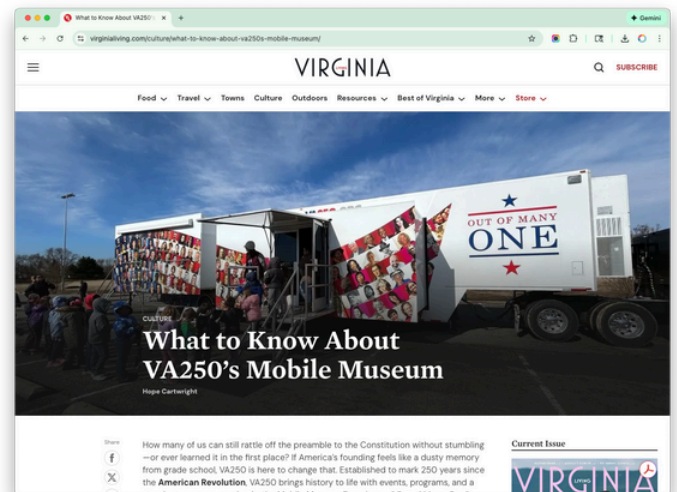 What to Know About VA250's
Gemini
virginialiving.com/culture/what-to-know-about-va250s-mobile-museum/
VIRGINIA
SUBSCRIBE
Food Travel Towns Culture Outdoors Resources Best of Virginia More Store
OUT OF MANY
ONE
CULTURE
What to Know About
VA250’s Mobile Museum
Hope Cartwright
Share
How many of us can still rattle off the preamble to the Constitution without stumbling
—or ever learned it in the first place? If America’s founding feels like a dusty memory
from grade school, VA250 is here to change that. Established to mark 250 years since
the American Revolution, VA250 brings history to life with events, programs, and a
Current Issue
VIRGINIA
LIVING